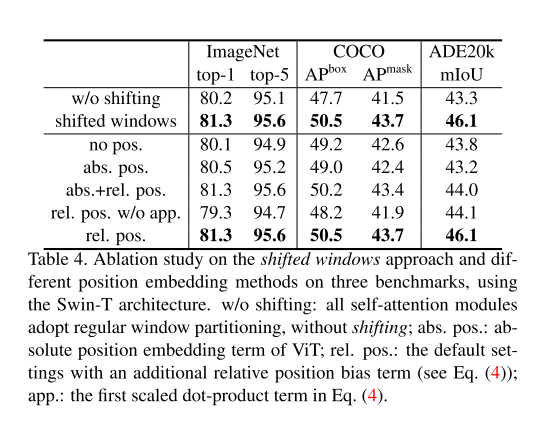 ImageNet COCO ADE20k
top-1 top-5 AP^box AP^mask mIoU
w/o shifting 80.2 95.1 47.7 41.5 43.3
shifted windows 81.3 95.6 50.5 43.7 46.1
no pos. 80.1 94.9 49.2 42.6 43.8
abs. pos. 80.5 95.2 49.0 42.4 43.2
abs.+rel. pos. 81.3 95.6 50.2 43.4 44.0
rel. pos. w/o app. 79.3 94.7 48.2 41.9 44.1
rel. pos. 81.3 95.6 50.5 43.7 46.1
Table 4. Ablation study on the shifted windows approach and dif-
ferent position embedding methods on three benchmarks, using
the Swin-T architecture. w/o shifting: all self-attention modules
adopt regular window partitioning, without shifting; abs. pos.: ab-
solute position embedding term of ViT; rel. pos.: the default set-
tings with an additional relative position bias term (see Eq. (4));
app.: the first scaled dot-product term in Eq. (4).